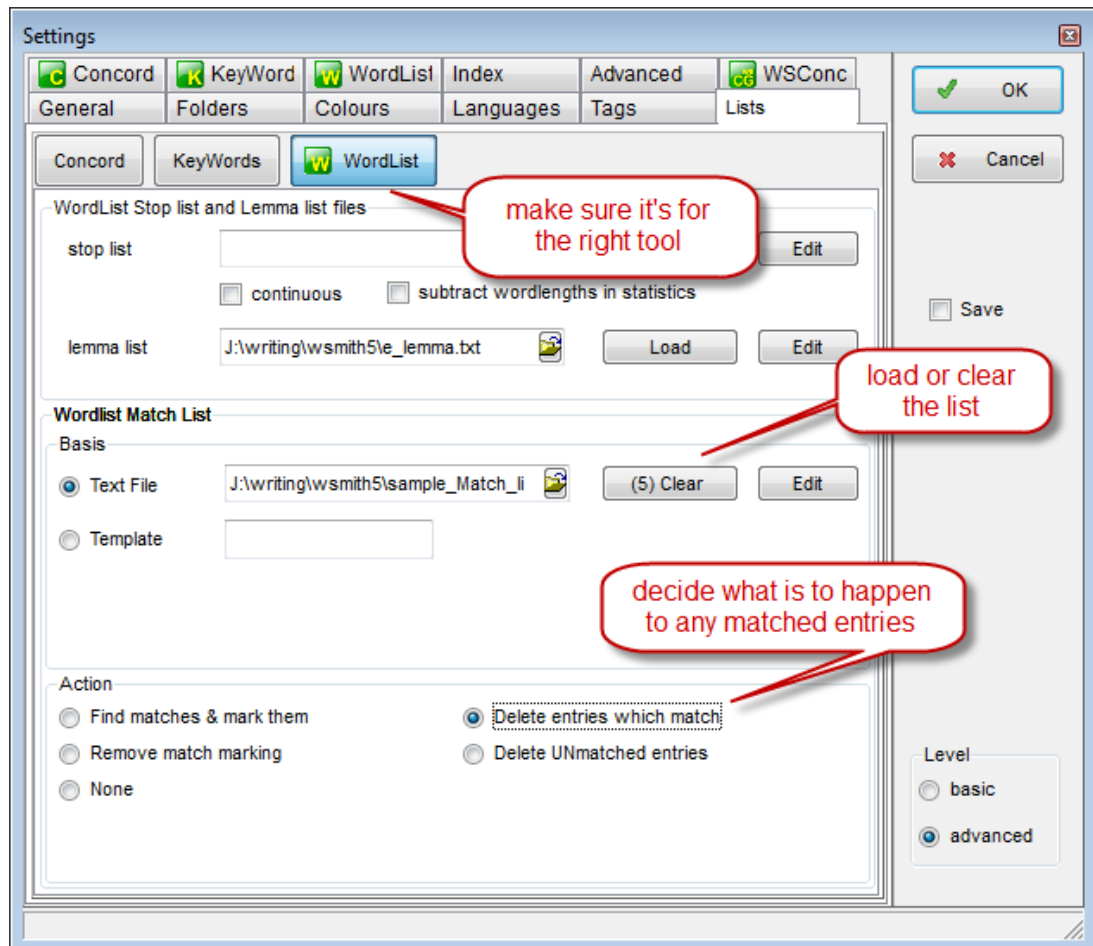 Settings
C Concord K KeyWord W WordList Index Advanced CG WSConc
General Folders Colours Languages Tags Lists
OK
Cancel
Concord KeyWords W WordList
make sure it's for
the right tool
WordList Stop list and Lemma list files
stop list Edit
continuous subtract wordlengths in statistics
Save
lemma list J:\writing\wsmith5\e_lemma.txt Load Edit
load or clear
the list
Wordlist Match List
Basis
Text File J:\writing\wsmith5\sample_Match_li (5) Clear Edit
Template
decide what is to happen
to any matched entries
Action
Find matches & mark them Delete entries which match
Remove match marking Delete UNmatched entries
None
Level
basic
advanced